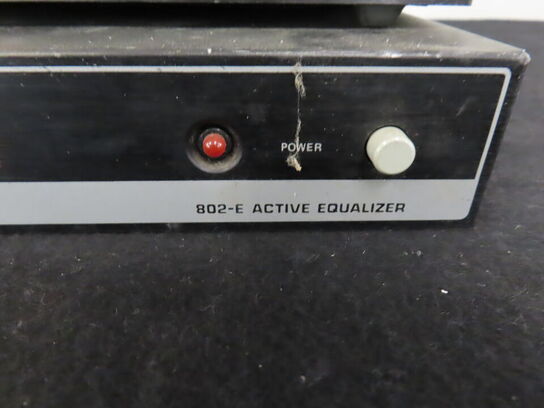 POWER
802-E ACTIVE EQUALIZER